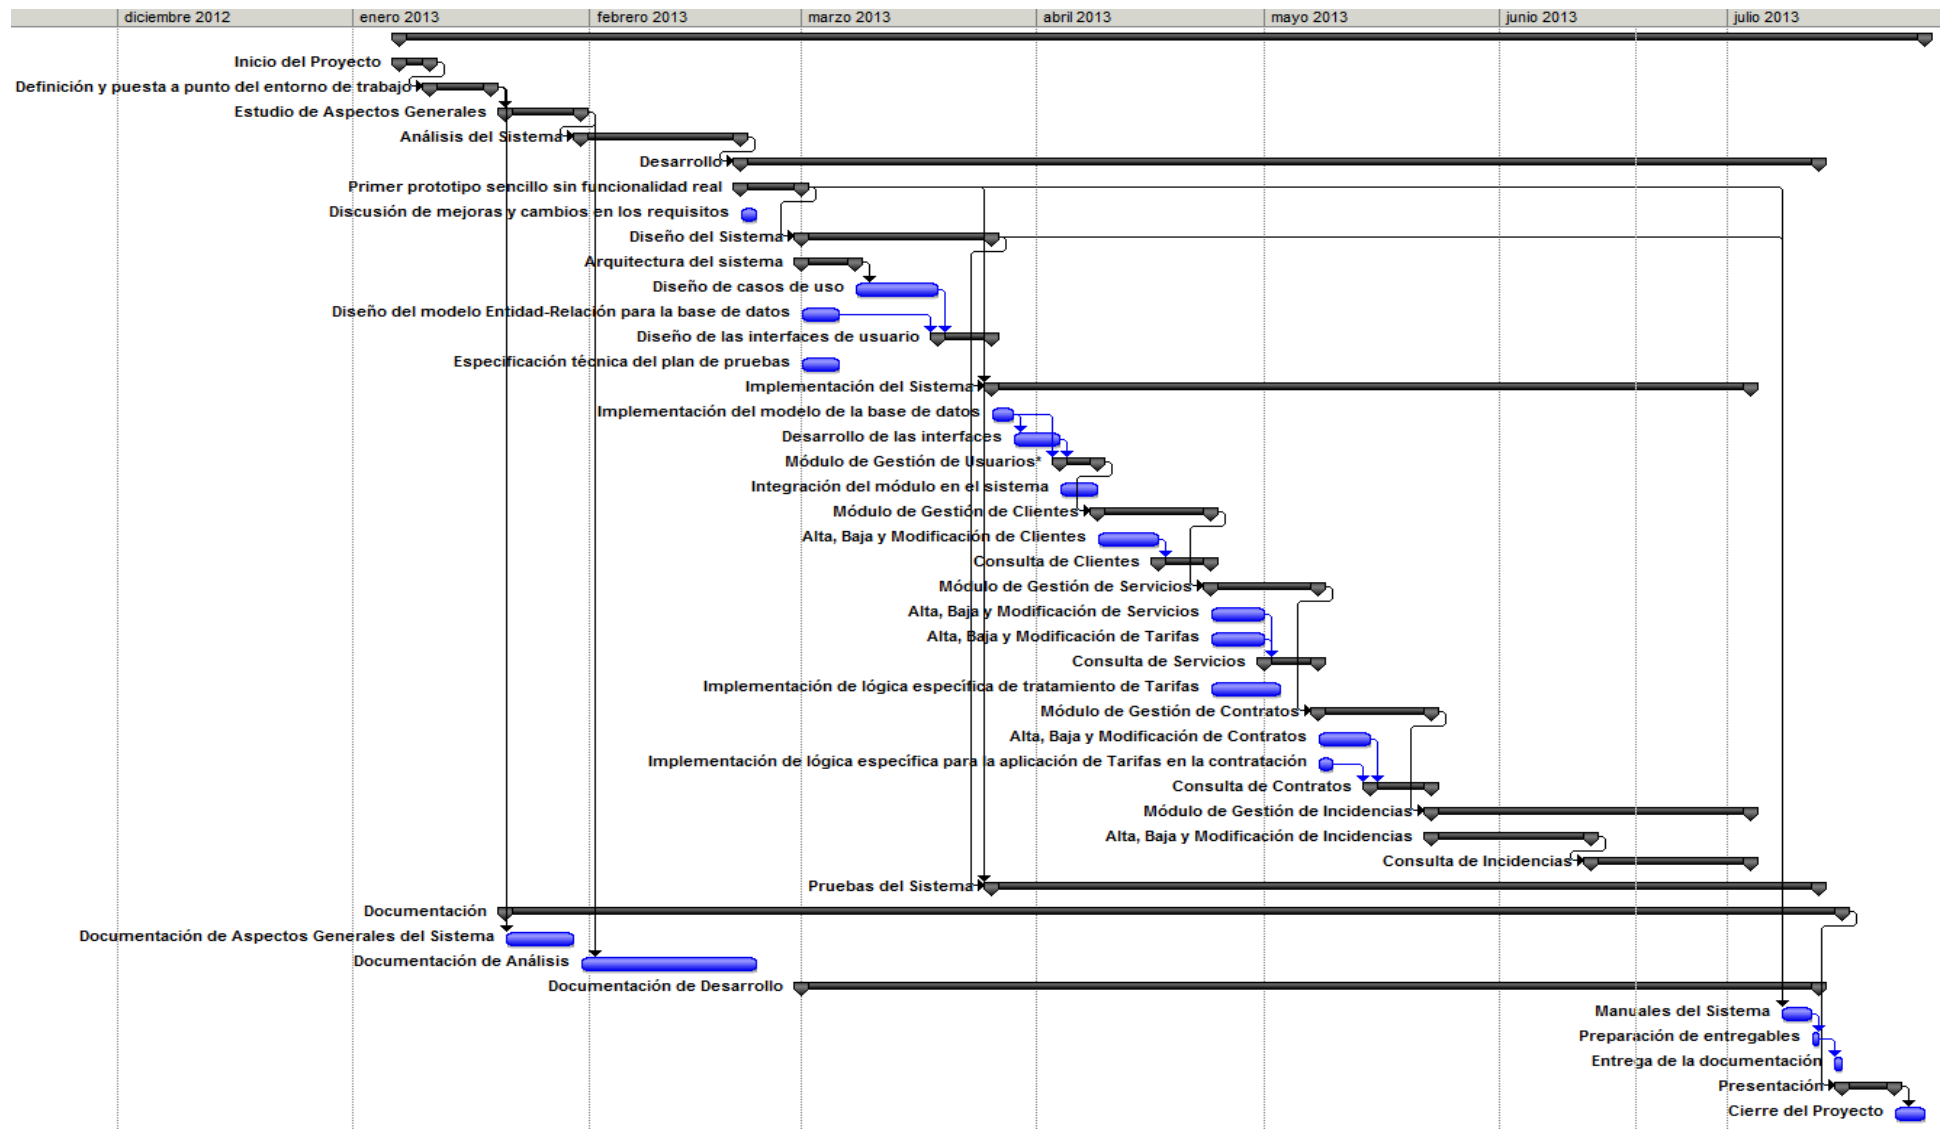 diciembre 2012 enero 2013 febrero 2013 marzo 2013 abril 2013 mayo 2013 junio 2013 julio 2013
Inicio del Proyecto
Definición y puesta a punto del entorno de trabajo
Estudio de Aspectos Generales
Análisis del Sistema
Desarrollo
Primer prototipo sencillo sin funcionalidad real
Discusión de mejoras y cambios en los requisitos
Diseño del Sistema
Arquitectura del sistema
Diseño de casos de uso
Diseño del modelo Entidad-Relación para la base de datos
Diseño de las interfaces de usuario
Especificación técnica del plan de pruebas
Implementación del Sistema
Implementación del modelo de la base de datos
Desarrollo de las interfaces
Módulo de Gestión de Usuarios*
Integración del módulo en el sistema
Módulo de Gestión de Clientes
Alta, Baja y Modificación de Clientes
Consulta de Clientes
Módulo de Gestión de Servicios
Alta, Baja y Modificación de Servicios
Alta, Baja y Modificación de Tarifas
Consulta de Servicios
Implementación de lógica específica de tratamiento de Tarifas
Módulo de Gestión de Contratos
Alta, Baja y Modificación de Contratos
Implementación de lógica específica para la aplicación de Tarifas en la contratación
Consulta de Contratos
Módulo de Gestión de Incidencias
Alta, Baja y Modificación de Incidencias
Consulta de Incidencias
Pruebas del Sistema
Documentación
Documentación de Aspectos Generales del Sistema
Documentación de Análisis
Documentación de Desarrollo
Manuales del Sistema
Preparación de entregables
Entrega de la documentación
Presentación
Cierre del Proyecto